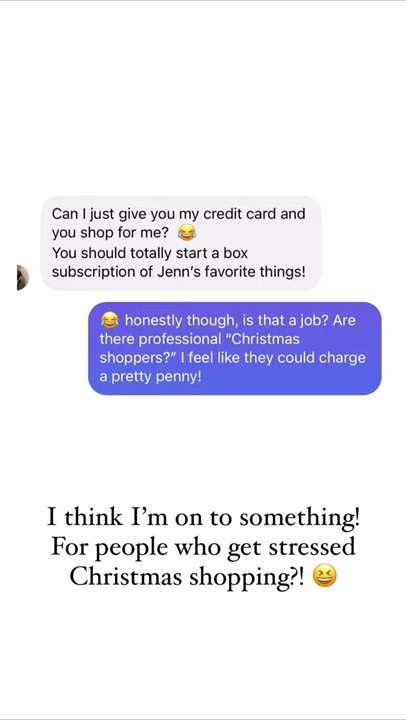 Can I just give you my credit card and
you shop for me? 😂
You should totally start a box
subscription of Jenn's favorite things!
😂 honestly though, is that a job? Are
there professional “Christmas
shoppers?” I feel like they could charge
a pretty penny!
I think I’m on to something!
For people who get stressed
Christmas shopping?! 😆